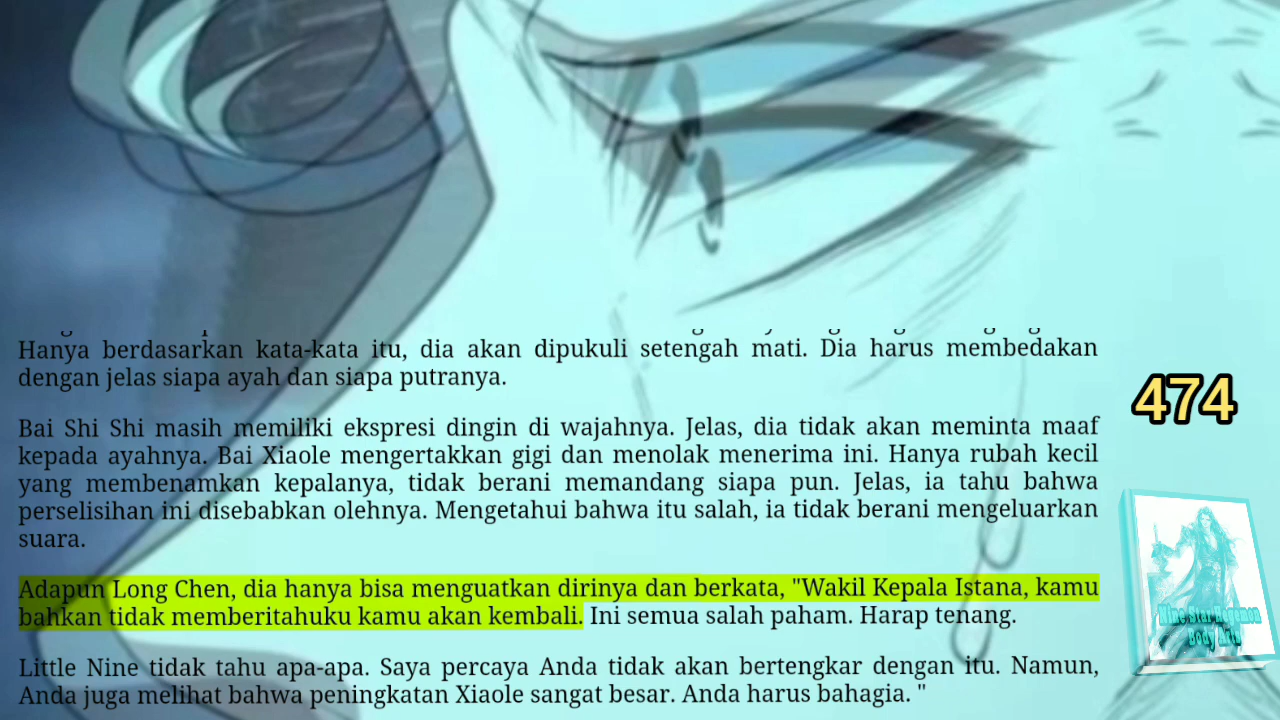 Hanya berdasarkan kata-kata itu, dia akan dipukuli setengah mati. Dia harus membedakan
dengan jelas siapa ayah dan siapa putranya.
Bai Shi Shi masih memiliki ekspresi dingin di wajahnya. Jelas, dia tidak akan meminta maaf
kepada ayahnya. Bai Xiaole mengertakkan gigi dan menolak menerima ini. Hanya rubah kecil
yang membenamkan kepalanya, tidak berani memandang siapa pun. Jelas, ia tahu bahwa
perselisihan ini disebabkan olehnya. Mengetahui bahwa itu salah, ia tidak berani mengeluarkan
suara.
Adapun Long Chen, dia hanya bisa menguatkan dirinya dan berkata, "Wakil Kepala Istana, kamu
bahkan tidak memberitahuku kamu akan kembali. Ini semua salah paham. Harap tenang.
Little Nine tidak tahu apa-apa. Saya percaya Anda tidak akan bertengkar dengan itu. Namun,
Anda juga melihat bahwa peningkatan Xiaole sangat besar. Anda harus bahagia. "
474
Nine Star Hegemon
Body Arts